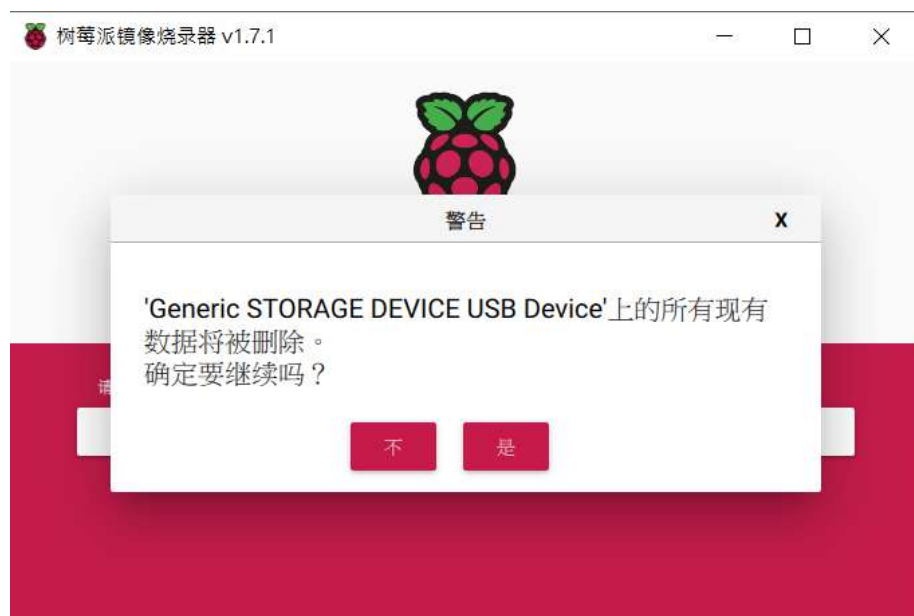 树莓派镜像烧录器 v1.7.1
警告
X
'Generic STORAGE DEVICE USB Device'上的所有现有
数据将被删除。
确定要继续吗？
请
不
是